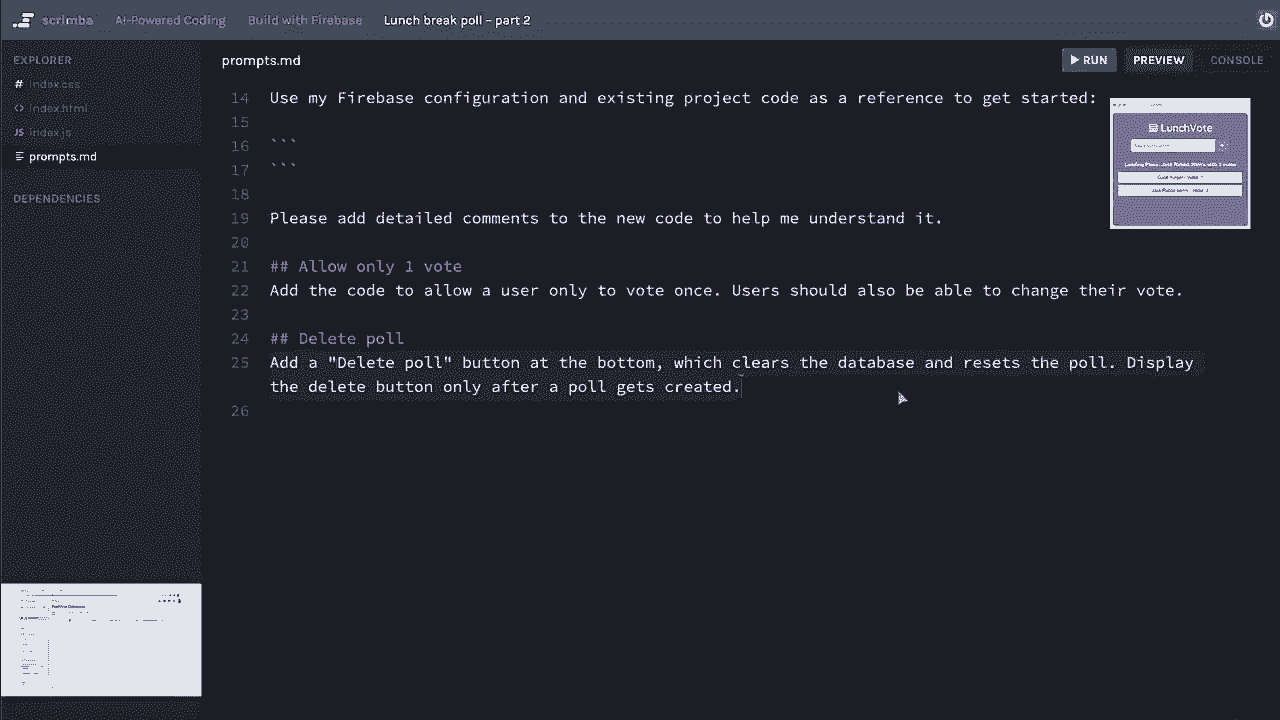 scrimba AI-Powered Coding Build with Firebase Lunch break poll – part 2
EXPLORER
# index.css
<> index.html
JS index.js
prompts.md
DEPENDENCIES
prompts.md
RUN PREVIEW CONSOLE
14 Use my Firebase configuration and existing project code as a reference to get started:
15
16 ```
17 ```
18
19 Please add detailed comments to the new code to help me understand it.
20
21 ## Allow only 1 vote
22 Add the code to allow a user only to vote once. Users should also be able to change their vote.
23
24 ## Delete poll
25 Add a "Delete poll" button at the bottom, which clears the database and resets the poll. Display
the delete button only after a poll gets created.
26
LunchVote